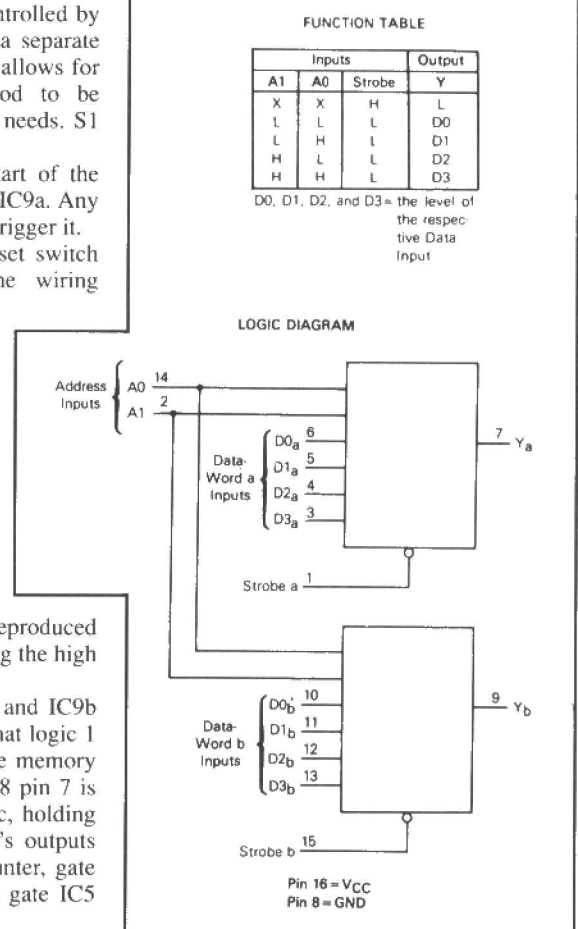 ntrolled by
a separate
allows for
od to be
needs. S1
art of the
IC9a. Any
rigger it.
set switch
ne wiring
FUNCTION TABLE
Inputs Output
A1 A0 Strobe Y
X X H L
L L L D0
L H L D1
H L L D2
H H L D3
D0, D1, D2, and D3= the level of
the respec-
tive Data
Input
LOGIC DIAGRAM
Address
Inputs
A0 14
A1 2
Data-
Word a
Inputs
D0a 6
D1a 5
D2a 4
D3a 3
7 Ya
Strobe a 1
eproduced
g the high
and IC9b
hat logic 1
e memory
8 pin 7 is
c, holding
's outputs
unter, gate
gate IC5
Data-
Word b
Inputs
D0b 10
D1b 11
D2b 12
D3b 13
9 Yb
Strobe b 15
Pin 16 = VCC
Pin 8 = GND